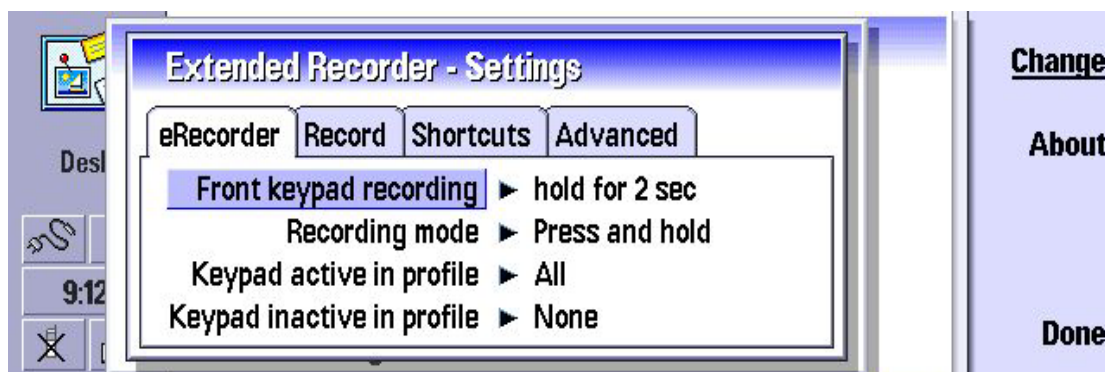 Extended Recorder - Settings
Change
eRecorder Record Shortcuts Advanced
About
Front keypad recording hold for 2 sec
Recording mode Press and hold
Keypad active in profile All
9:12
Keypad inactive in profile None
Done